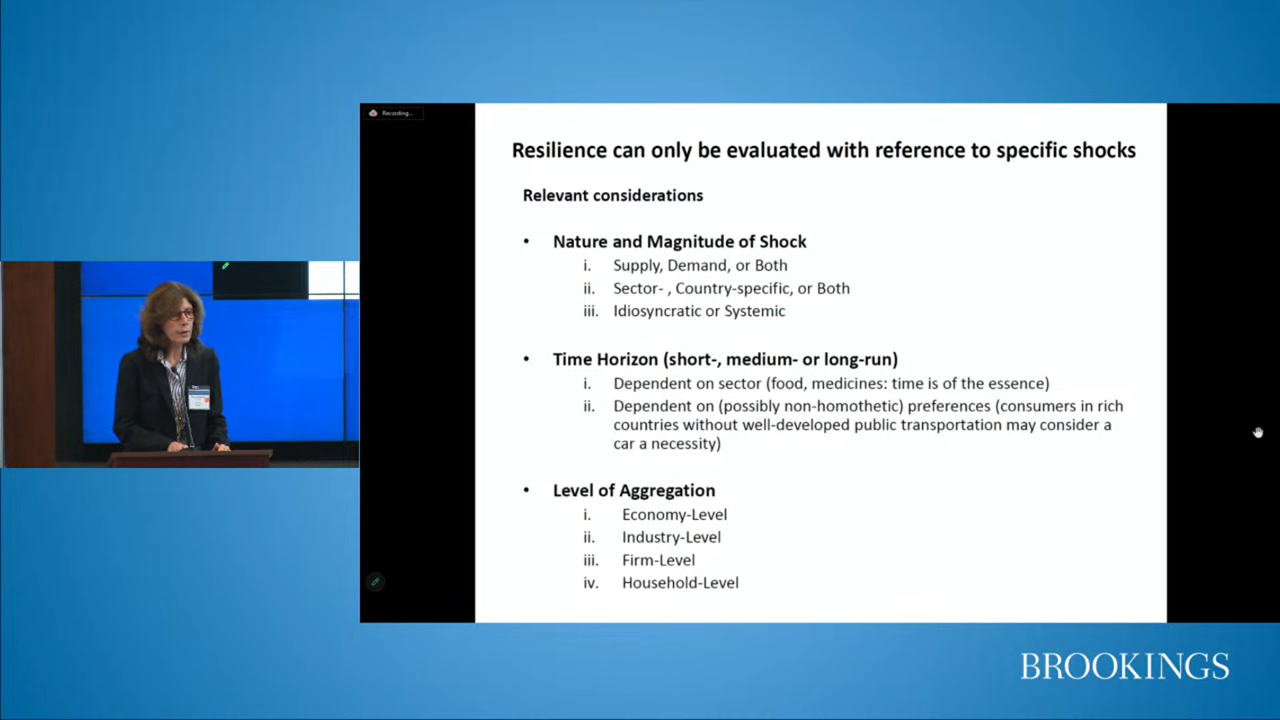 Recording...
Resilience can only be evaluated with reference to specific shocks
Relevant considerations
• Nature and Magnitude of Shock
i. Supply, Demand, or Both
ii. Sector- , Country-specific, or Both
iii. Idiosyncratic or Systemic
• Time Horizon (short-, medium- or long-run)
i. Dependent on sector (food, medicines: time is of the essence)
ii. Dependent on (possibly non-homothetic) preferences (consumers in rich
countries without well-developed public transportation may consider a
car a necessity)
• Level of Aggregation
i. Economy-Level
ii. Industry-Level
iii. Firm-Level
iv. Household-Level
BROOKINGS